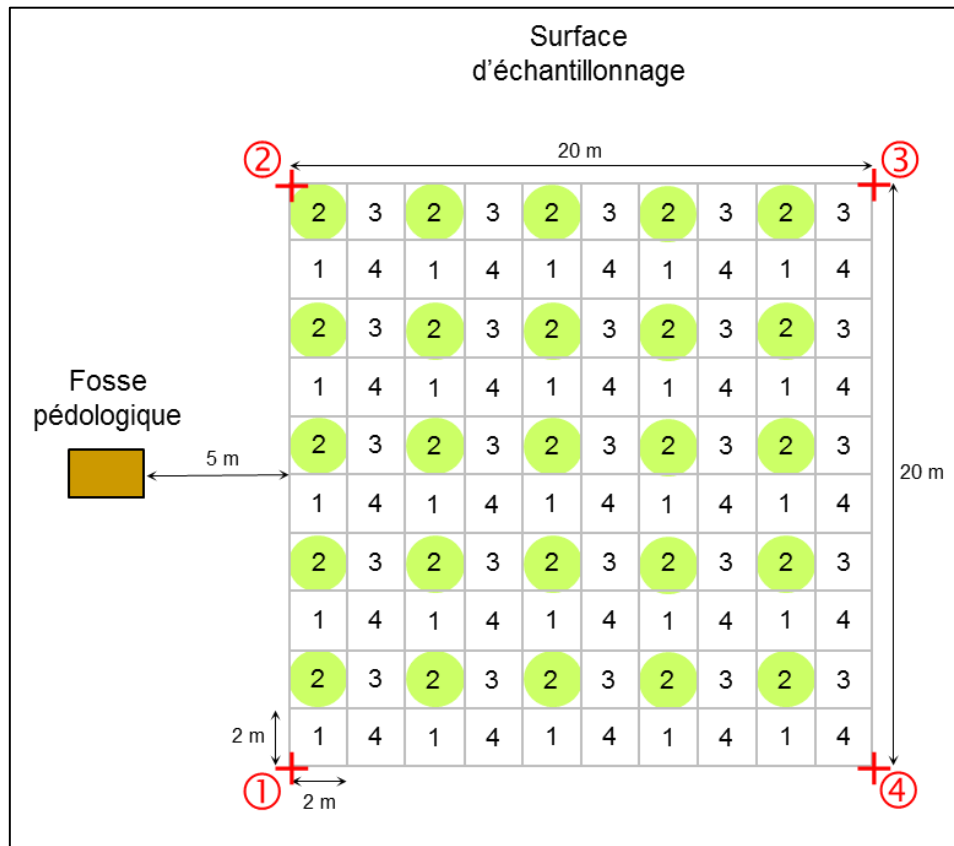 Surface
d'échantillonnage
② 20 m ③
2 3 2 3 2 3 2 3 2 3
1 4 1 4 1 4 1 4 1 4
2 3 2 3 2 3 2 3 2 3
1 4 1 4 1 4 1 4 1 4
Fosse
pédologique
2 3 2 3 2 3 2 3 2 3
5 m
20 m
1 4 1 4 1 4 1 4 1 4
2 3 2 3 2 3 2 3 2 3
1 4 1 4 1 4 1 4 1 4
2 3 2 3 2 3 2 3 2 3
2 m
1 4 1 4 1 4 1 4 1 4
① 2 m ④